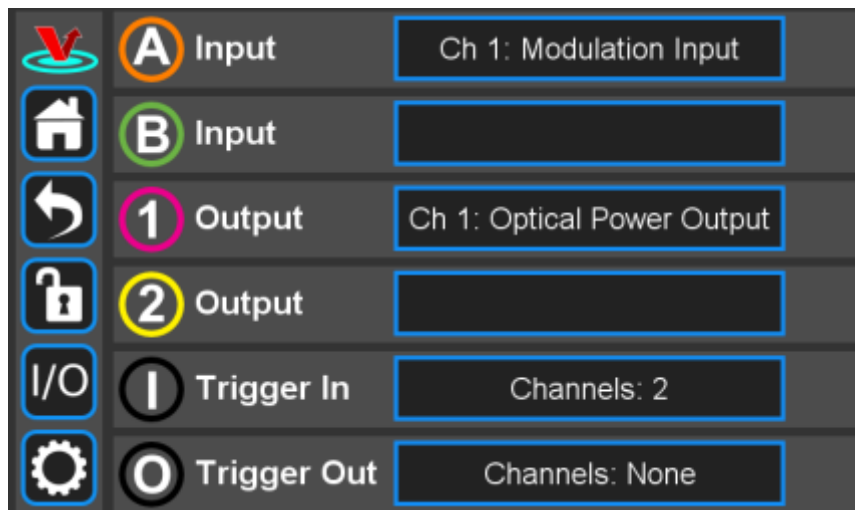 A Input Ch 1: Modulation Input
B Input
1 Output Ch 1: Optical Power Output
2 Output
I/O I Trigger In Channels: 2
O Trigger Out Channels: None